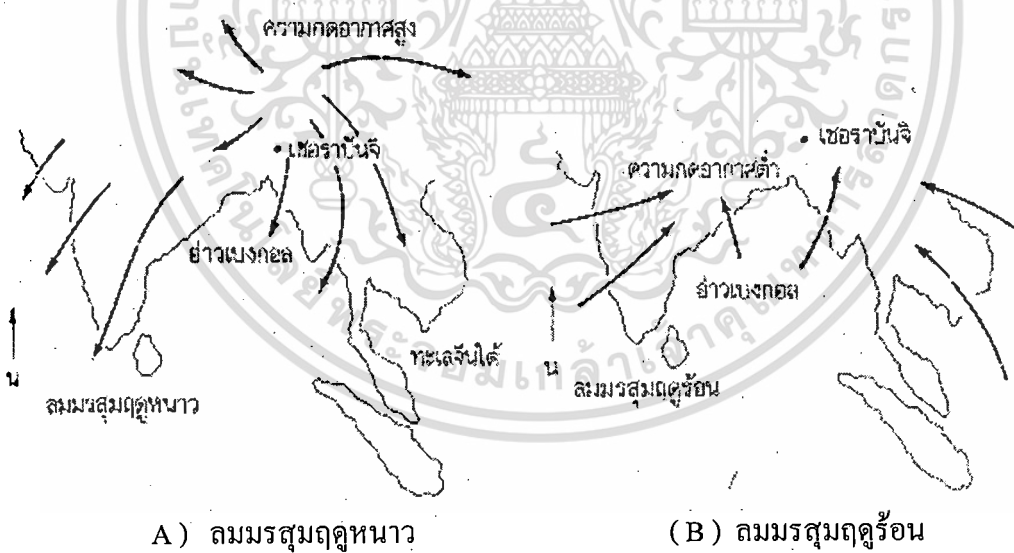 ความกดอากาศสูง
• เชอราบันจี
อ่าวเบงกอล
ทะเลจีนใต้
น
ลมมรสุมฤดูหนาว
A) ลมมรสุมฤดูหนาว
• เชอราบันจิ
ความกดอากาศต่ำ
อ่าวเบงกอล
น
ลมมรสุมฤดูร้อน
(B) ลมมรสุมฤดูร้อน